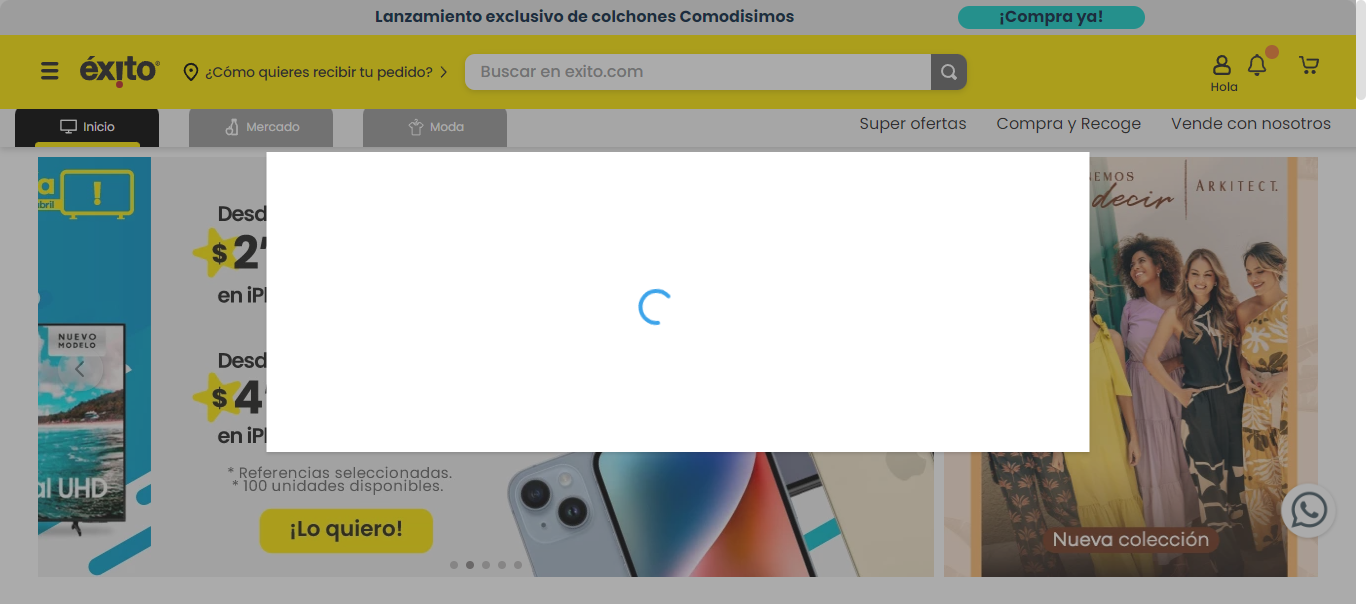 Lanzamiento exclusivo de colchones Comodisimos
¡Compra ya!
éxito
¿Cómo quieres recibir tu pedido?
Buscar en exito.com
Hola
Inicio
Mercado
Moda
Super ofertas
Compra y Recoge
Vende con nosotros
NUEVO
MODELO
UHD
Desd
$2'
en iPh
Desd
$4'
en iPh
* Referencias seleccionadas.
* 100 unidades disponibles.
¡Lo quiero!
decir
ARKITECT.
Nueva colección